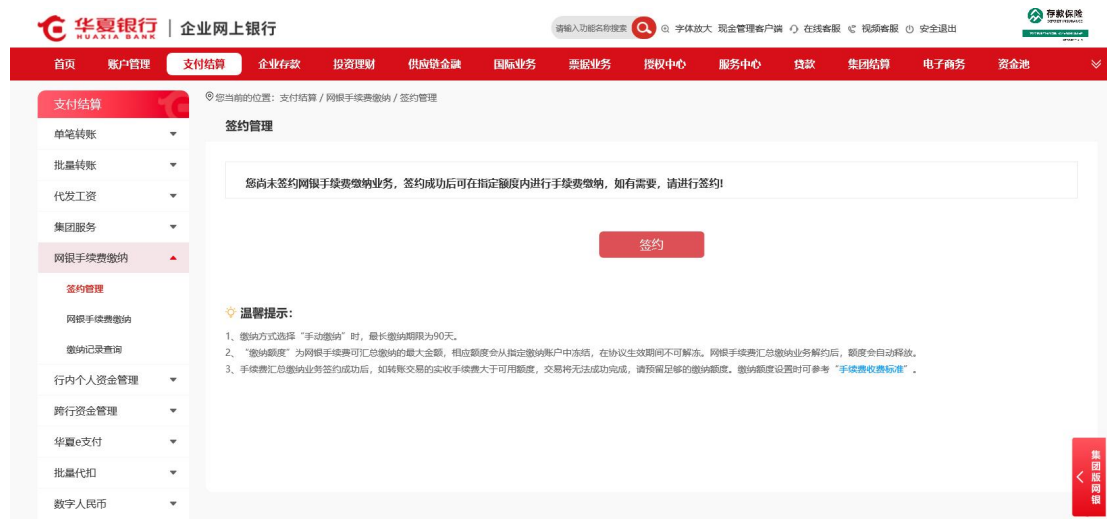 华夏银行 企业网上银行
HUAXIA BANK
请输入功能名称搜索 字体放大 现金管理客户端 在线客服 视频客服 安全退出
存款保险
首页 账户管理 支付结算 企业存款 投资理财 供应链金融 国际业务 票据业务 授权中心 服务中心 贷款 集团结算 电子商务 资金池
支付结算
单笔转账
批量转账
代发工资
集团服务
网银手续费缴纳
签约管理
网银手续费缴纳
缴纳记录查询
行内个人资金管理
跨行资金管理
华夏e支付
批量代扣
数字人民币
您当前的位置:支付结算 / 网银手续费缴纳 / 签约管理
签约管理
您尚未签约网银手续费缴纳业务,签约成功后可在指定额度内进行手续费缴纳,如有需要,请进行签约!
签约
温馨提示:
1、缴纳方式选择“手动缴纳”时,最长缴纳期限为90天。
2、“缴纳额度”为网银手续费可汇总缴纳的最大金额,相应额度会从指定缴纳账户中冻结,在协议生效期间不可解冻。网银手续费汇总缴纳业务解约后,额度会自动释放。
3、手续费汇总缴纳业务签约成功后,如转账交易的实收手续费大于可用额度,交易将无法成功完成,请预留足够的缴纳额度。缴纳额度设置时可参考“手续费收费标准”。
集团版网银